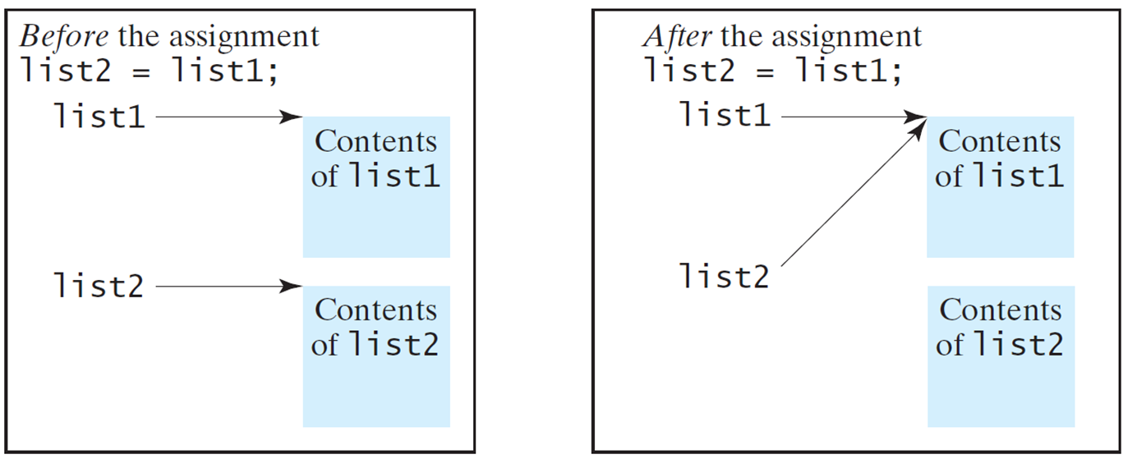 Before the assignment
list2 = list1;
list1
Contents
of list1
list2
Contents
of list2
After the assignment
list2 = list1;
list1
Contents
of list1
list2
Contents
of list2